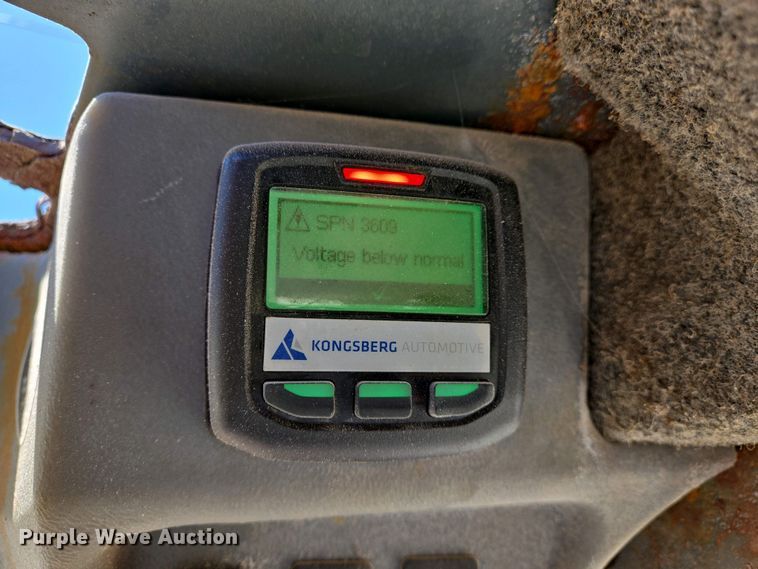 SPN 3609
Voltage below normal
KONGSBERG AUTOMOTIVE
Purple Wave Auction